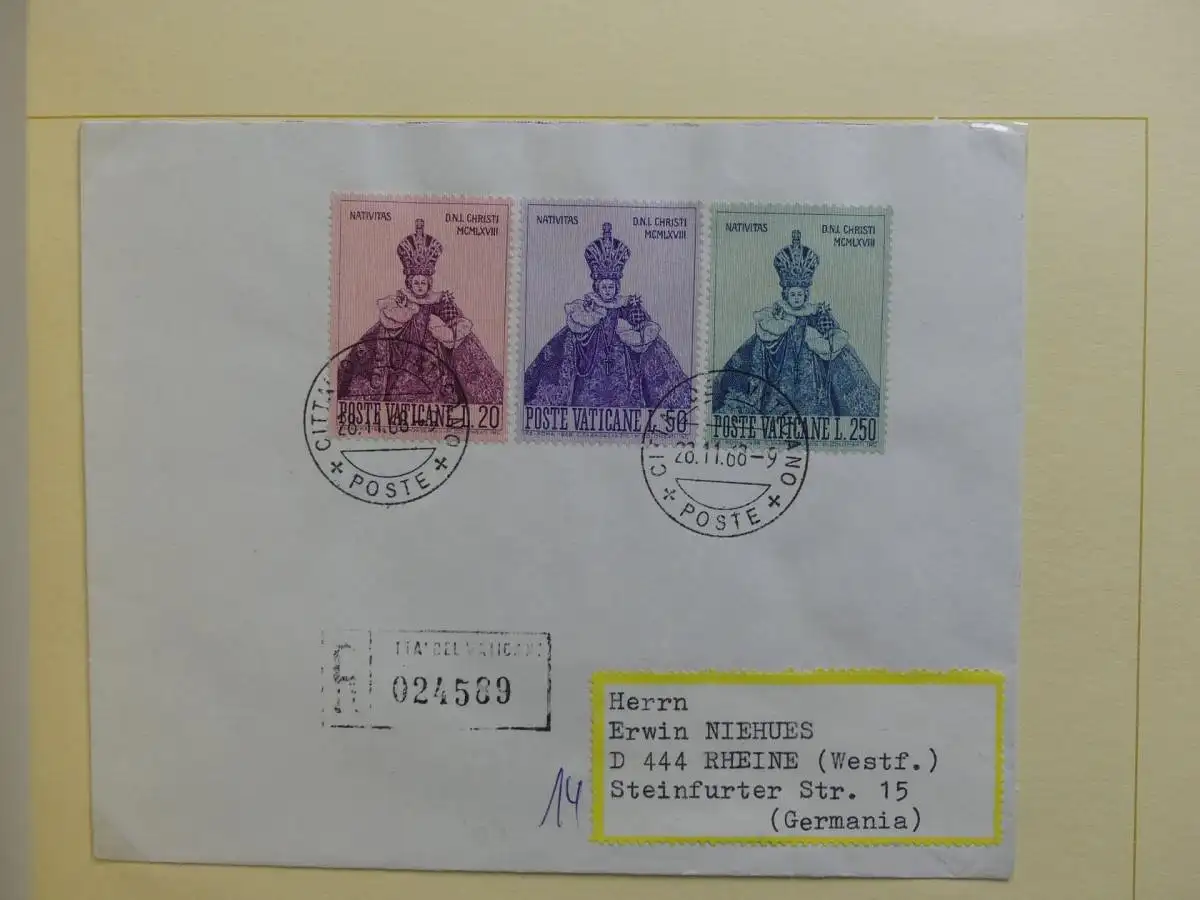 NATIVITAS
D.N.I. CHRISTI
MCMLXVIII
POSTE VATICANE L.20
NATIVITAS
D.N.I. CHRISTI
MCMLXVIII
POSTE VATICANE L.50
NATIVITAS
D.N.I. CHRISTI
MCMLXVIII
POSTE VATICANE L.250
28.11.68
POSTE
28.11.68-9
POSTE
R
024589
14
Herrn
Erwin NIEHUES
D 444 RHEINE (Westf.)
Steinfurter Str. 15
(Germania)